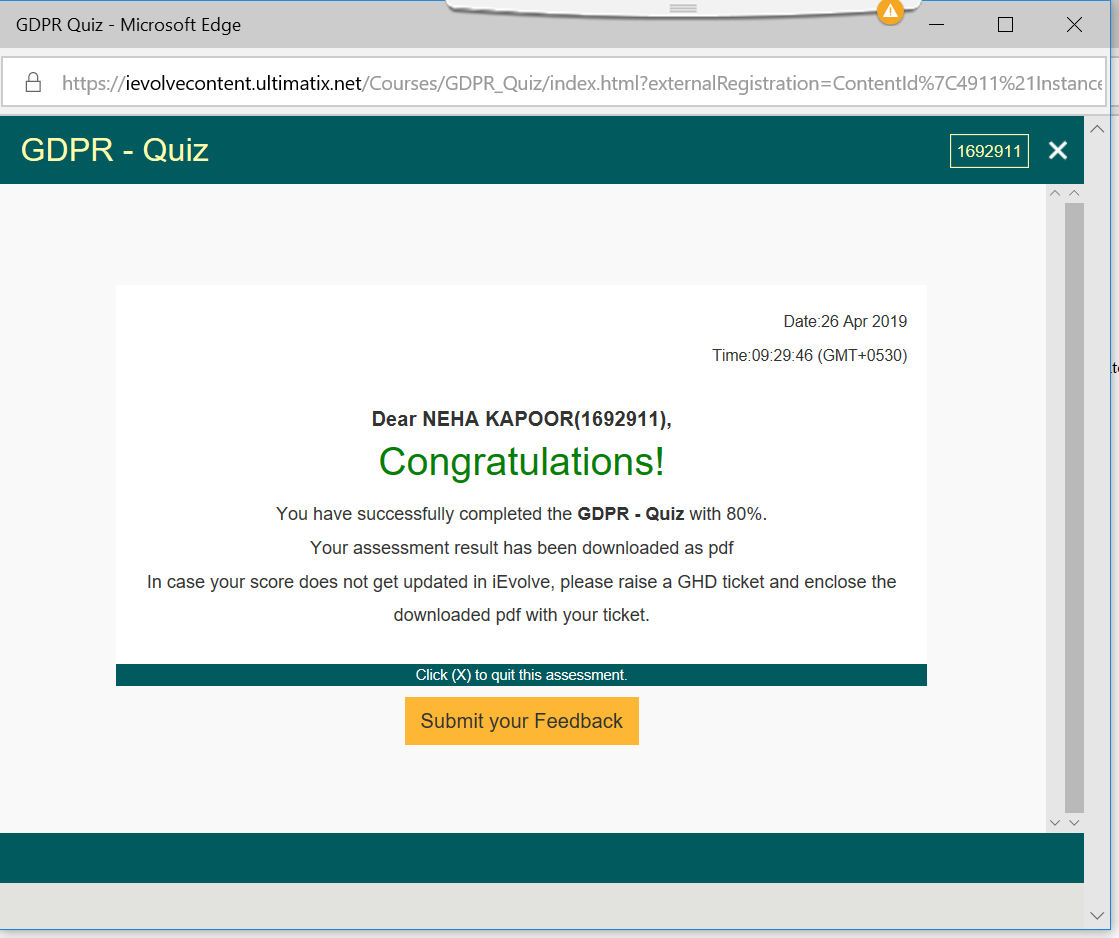 GDPR Quiz - Microsoft Edge
https://ievolvecontent.ultimatix.net/Courses/GDPR_Quiz/index.html?externalRegistration=ContentId%7C4911%21Instance
GDPR - Quiz
1692911
Date:26 Apr 2019
Time:09:29:46 (GMT+0530)
Dear NEHA KAPOOR(1692911),
Congratulations!
You have successfully completed the GDPR - Quiz with 80%.
Your assessment result has been downloaded as pdf
In case your score does not get updated in iEvolve, please raise a GHD ticket and enclose the
downloaded pdf with your ticket.
Click (X) to quit this assessment.
Submit your Feedback